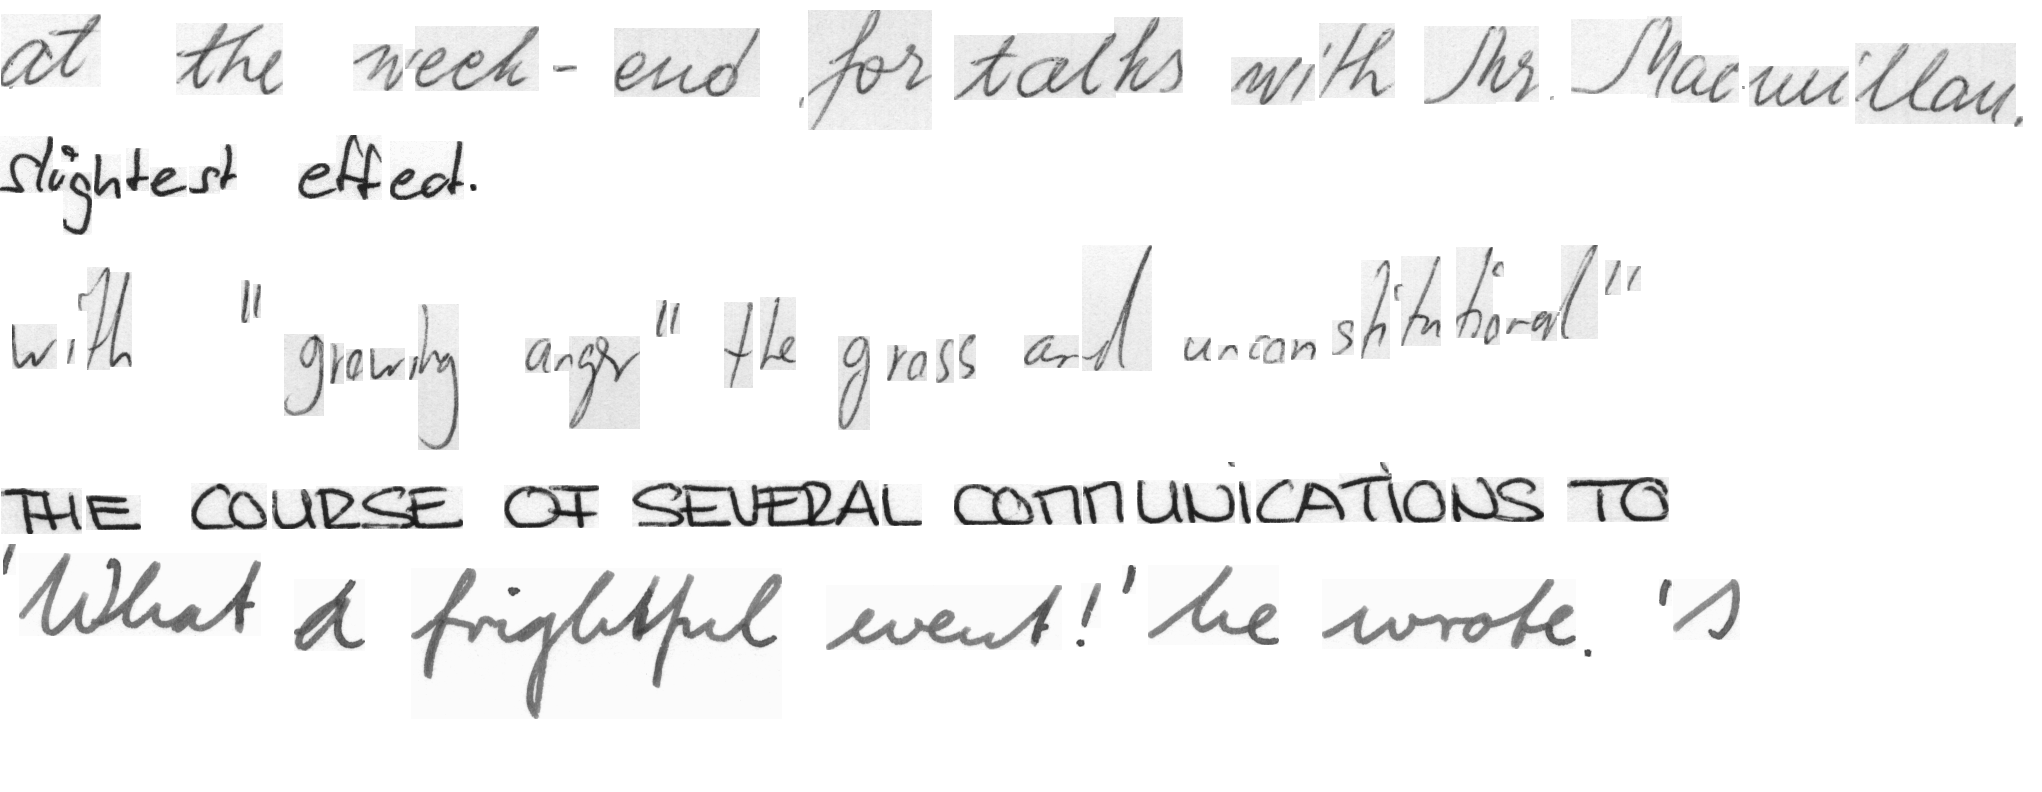 at the week-end for talks with Mr. Macmillan.
slightest effect.
with "growing anger" the gross and unconstitutional"
THE COURSE OF SEVERAL COMMUNICATIONS TO
'What a frightful event!' he wrote. 'I